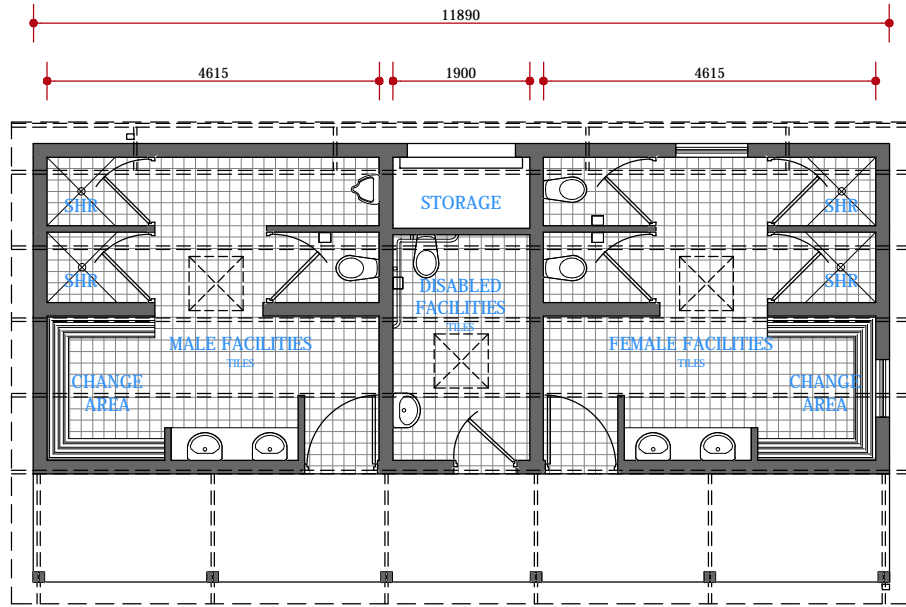 11890
4615
1900
4615
SHR
STORAGE
SHR
SHR
DISABLED
FACILITIES
TILES
SHR
MALE FACILITIES
TILES
FEMALE FACILITIES
TILES
CHANGE
AREA
CHANGE
AREA